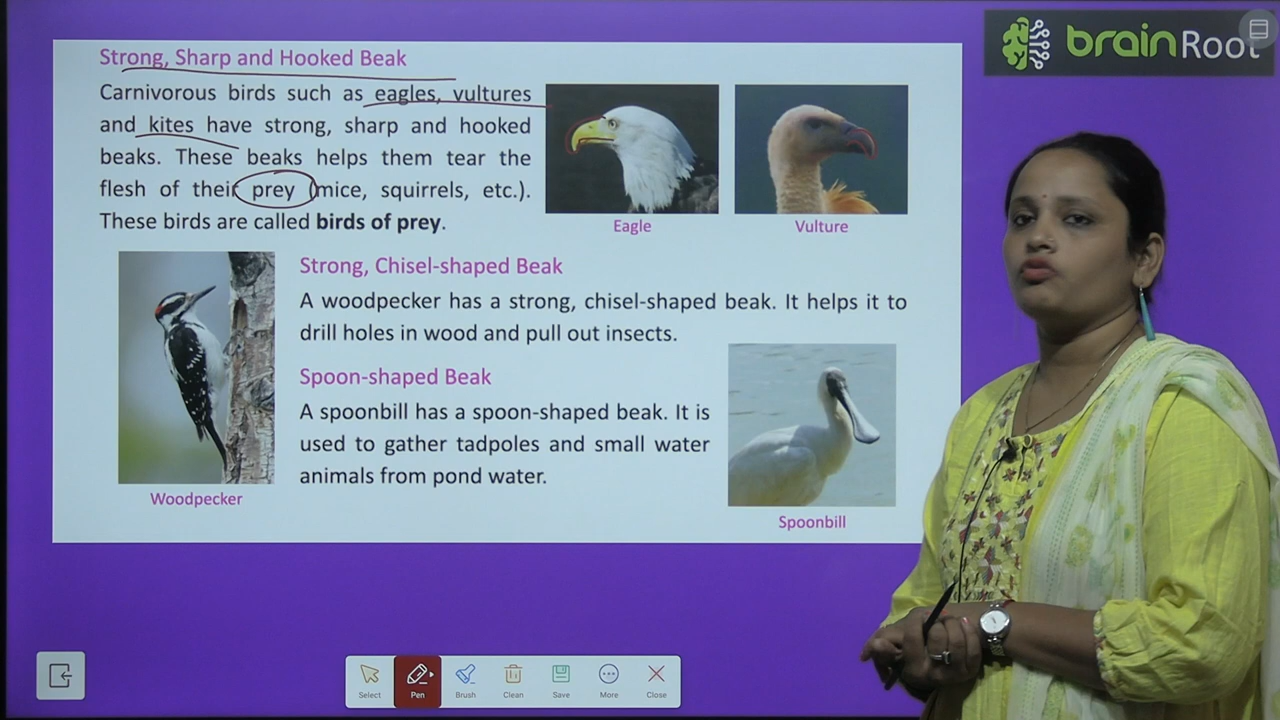 Strong, Sharp and Hooked Beak
Carnivorous birds such as eagles, vultures
and kites have strong, sharp and hooked
beaks. These beaks helps them tear the
flesh of their prey (mice, squirrels, etc.).
These birds are called birds of prey.
Eagle
Vulture
Strong, Chisel-shaped Beak
A woodpecker has a strong, chisel-shaped beak. It helps it to
drill holes in wood and pull out insects.
Woodpecker
Spoon-shaped Beak
A spoonbill has a spoon-shaped beak. It is
used to gather tadpoles and small water
animals from pond water.
Spoonbill
brainRoot
Select
Pen
Brush
Clean
Save
More
Close